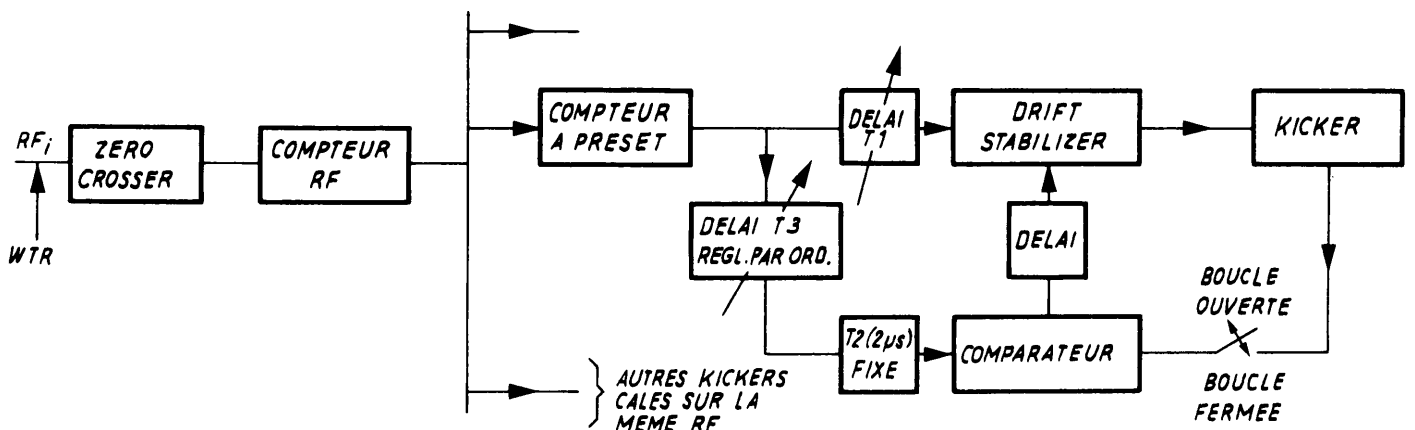 RFi
WTR
ZERO
CROSSER
COMPTEUR
RF
COMPTEUR
A PRESET
DELAI
T1
DRIFT
STABILIZER
KICKER
DELAI T3
REGL. PAR ORD.
DELAI
T2 (2µs)
FIXE
COMPARATEUR
BOUCLE
OUVERTE
BOUCLE
FERMEE
AUTRES KICKERS
CALES SUR LA
MEME RF